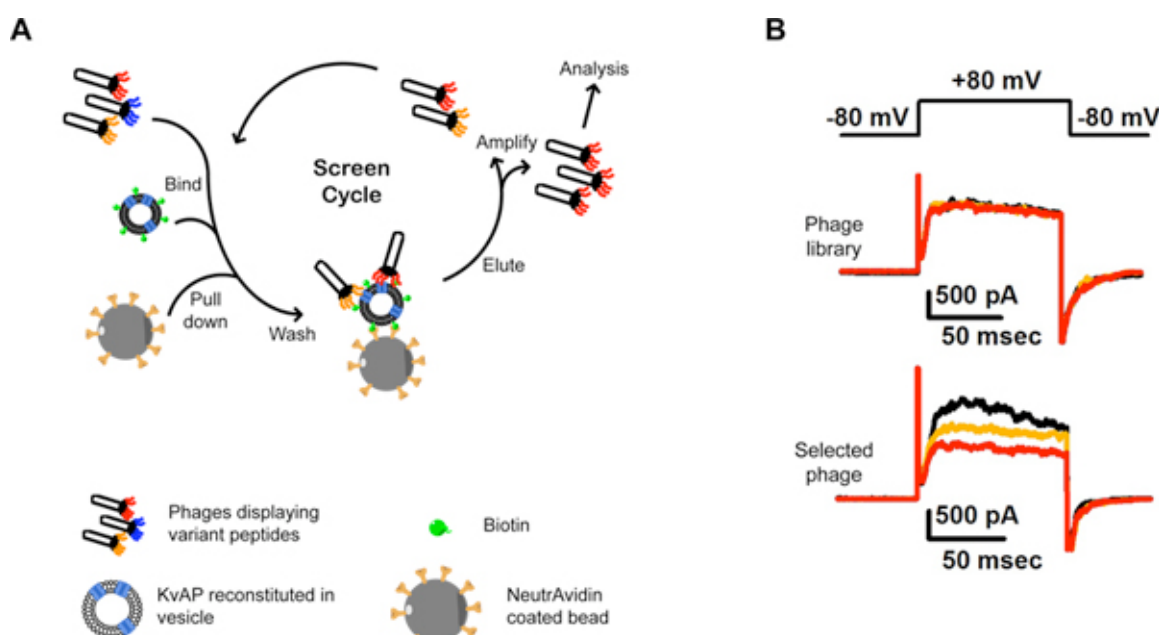 A
Analysis
Amplify
Bind
Screen
Cycle
Elute
Pull
down
Wash
Phages displaying
variant peptides
Biotin
KvAP reconstituted in
vesicle
NeutrAvidin
coated bead
B
+80 mV
-80 mV
-80 mV
Phage
library
500 pA
50 msec
Selected
phage
500 pA
50 msec